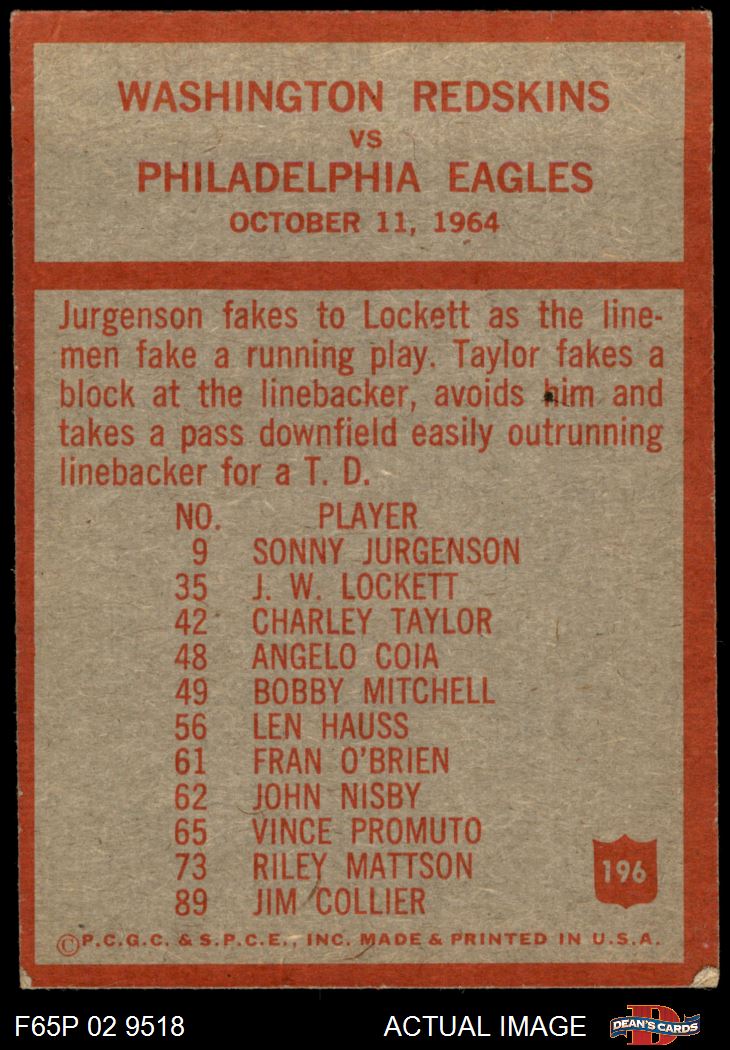 WASHINGTON REDSKINS
VS
PHILADELPHIA EAGLES
OCTOBER 11, 1964
Jurgenson fakes to Lockett as the line-
men fake a running play. Taylor fakes a
block at the linebacker, avoids him and
takes a pass downfield easily outrunning
linebacker for a T. D.
NO. PLAYER
9 SONNY JURGENSON
35 J. W. LOCKETT
42 CHARLEY TAYLOR
48 ANGELO COIA
49 BOBBY MITCHELL
56 LEN HAUSS
61 FRAN O'BRIEN
62 JOHN NISBY
65 VINCE PROMUTO
73 RILEY MATTSON
89 JIM COLLIER
196
©P.C.G.C. & S.P.C.E., INC. MADE & PRINTED IN U.S.A.
F65P 02 9518 ACTUAL IMAGE DEAN'S CARDS